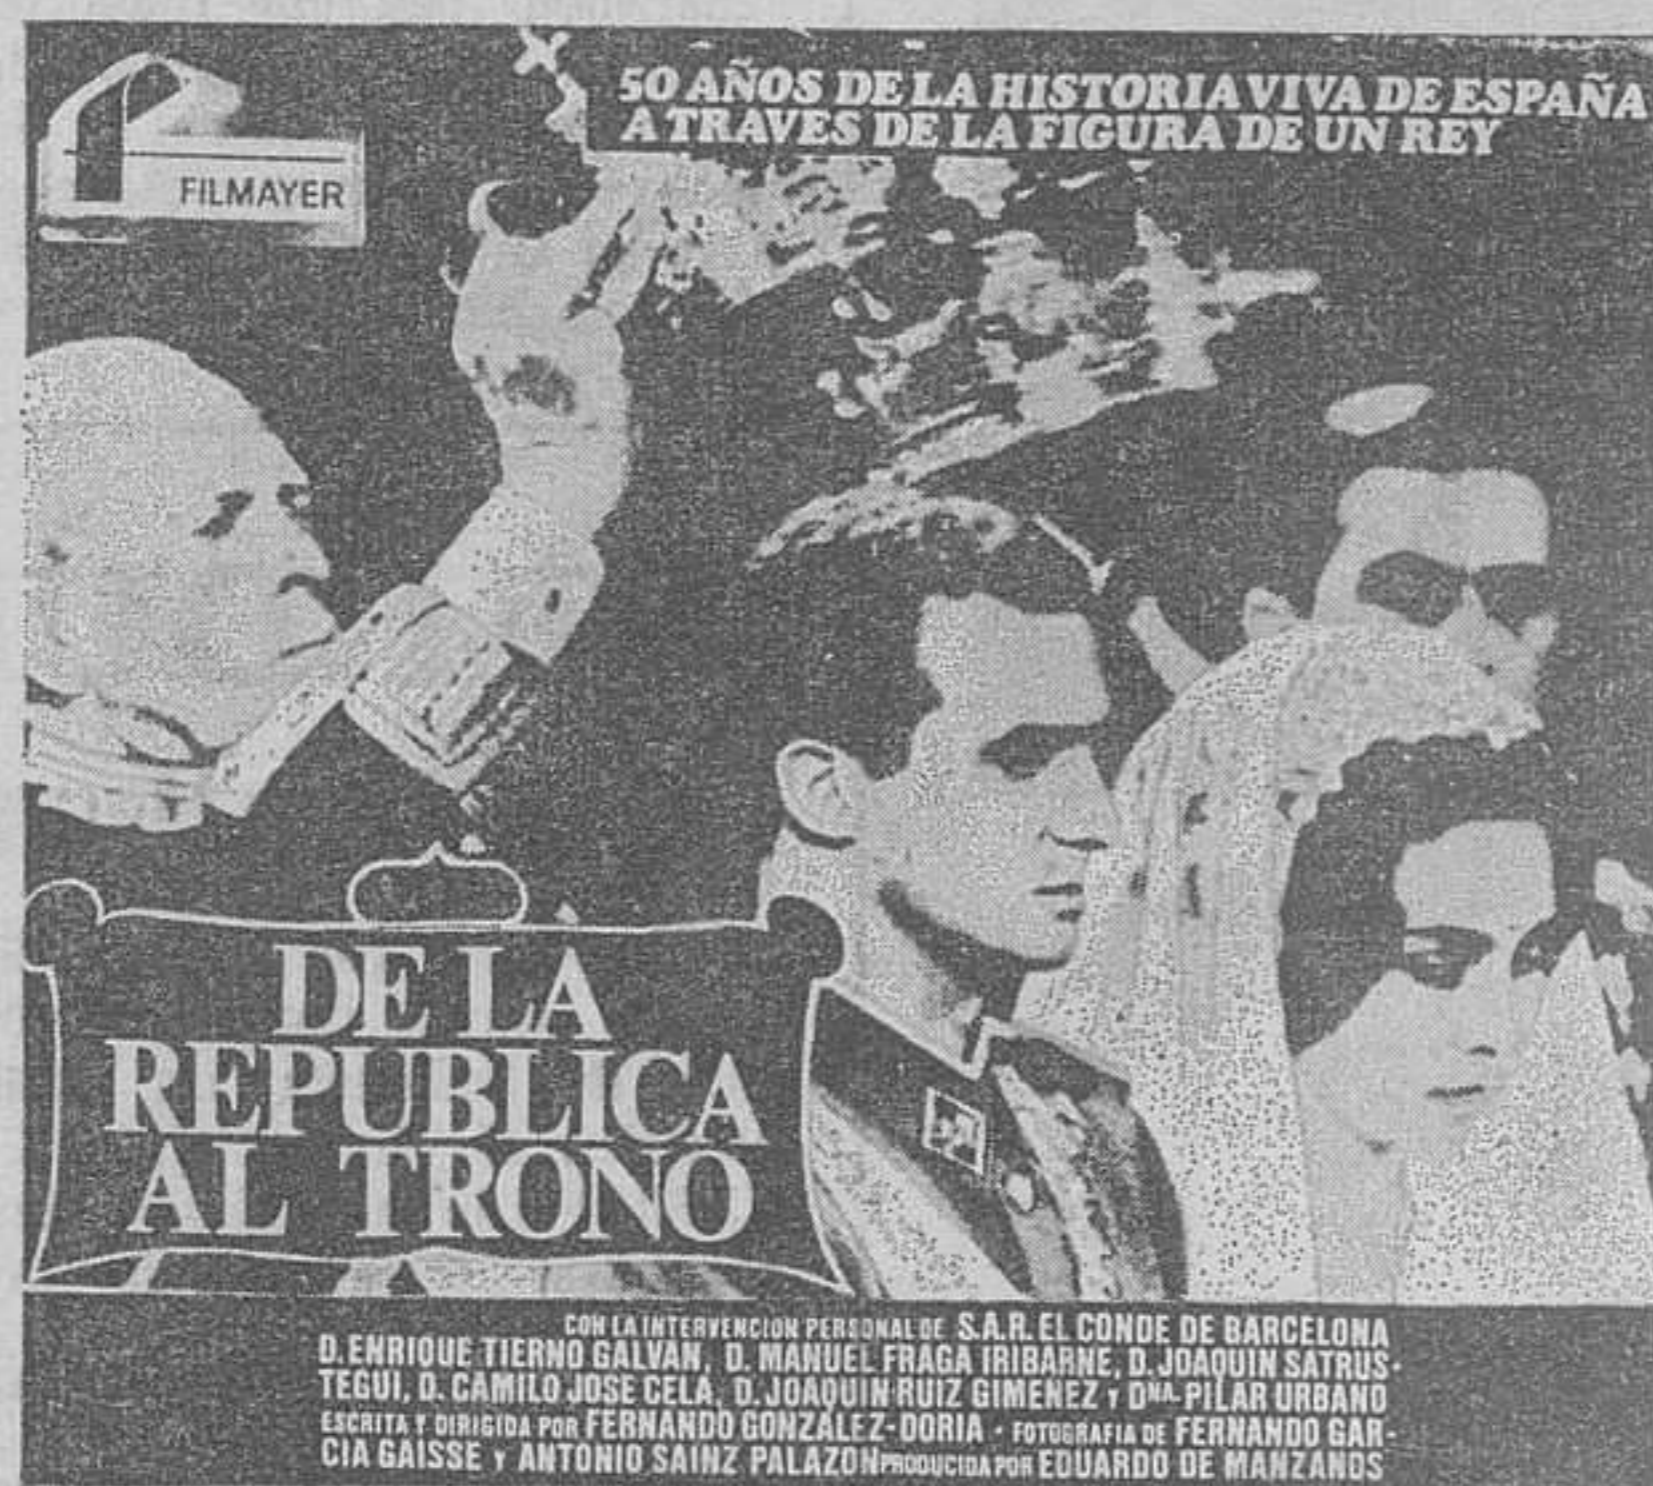 FILMAYER
50 AÑOS DE LA HISTORIA VIVA DE ESPAÑA
A TRAVES DE LA FIGURA DE UN REY
DE LA
REPUBLICA
AL TRONO
CON LA INTERVENCION PERSONAL DE S.A.R. EL CONDE DE BARCELONA
D. ENRIQUE TIERNO GALVAN, D. MANUEL FRAGA IRIBARNE, D. JOAQUIN SATRUS-
TEGUI, D. CAMILO JOSE CELA, D. JOAQUIN RUIZ GIMENEZ Y DNA. PILAR URBANO
ESCRITA Y DIRIGIDA POR FERNANDO GONZÁLEZ-DORIA · FOTOGRAFIA DE FERNANDO GAR-
CIA GAISSE Y ANTONIO SAINZ PALAZON PRODUCIDA POR EDUARDO DE MANZANOS